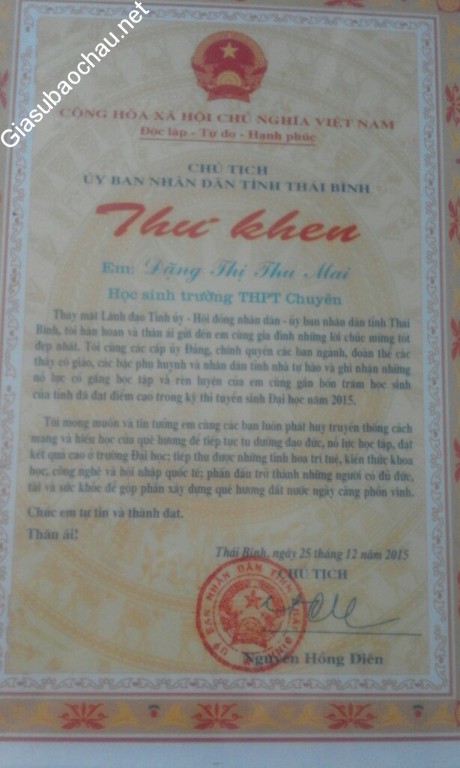 Giasubaochau.net
CỘNG HÒA XÃ HỘI CHỦ NGHĨA VIỆT NAM
Độc lập - Tự do - Hạnh phúc
CHỦ TỊCH
ỦY BAN NHÂN DÂN TỈNH THÁI BÌNH
Thư khen
Em: Đặng Thị Thu Mai
Học sinh trường THPT Chuyên
Thay mặt Lãnh đạo Tỉnh ủy - Hội đồng nhân dân - ủy ban nhân dân tỉnh Thái
Bình, tôi hân hoan và thân ái gửi đến em cùng gia đình những lời chúc mừng tốt
đẹp nhất. Tôi cùng các cấp ủy Đảng, chính quyền các ban ngành, đoàn thể các
thầy cô giáo, các bậc phụ huynh và nhân dân tỉnh nhà tự hào và ghi nhận những
nỗ lực cố gắng học tập và rèn luyện của em cùng gần bốn trăm học sinh
của tỉnh đã đạt điểm cao trong kỳ thi tuyển sinh Đại học năm 2015.
Tôi mong muốn và tin tưởng em cùng các bạn luôn phát huy truyền thống cách
mạng và hiếu học của quê hương để tiếp tục tu dưỡng đạo đức, nỗ lực học tập, đạt
kết quả cao ở trường Đại học; tiếp thu được những tinh hoa trí tuệ, kiến thức khoa
học, công nghệ và hội nhập quốc tế; phấn đấu trở thành những người có đủ đức,
tài và sức khỏe để góp phần xây dựng quê hương đất nước ngày càng phồn vinh.
Chúc em tự tin và thành đạt.
Thân ái!
Thái Bình, ngày 25 tháng 12 năm 2015
CHỦ TỊCH
ỦY BAN NHÂN DÂN TỈNH THÁI BÌNH
Nguyễn Hồng Diên